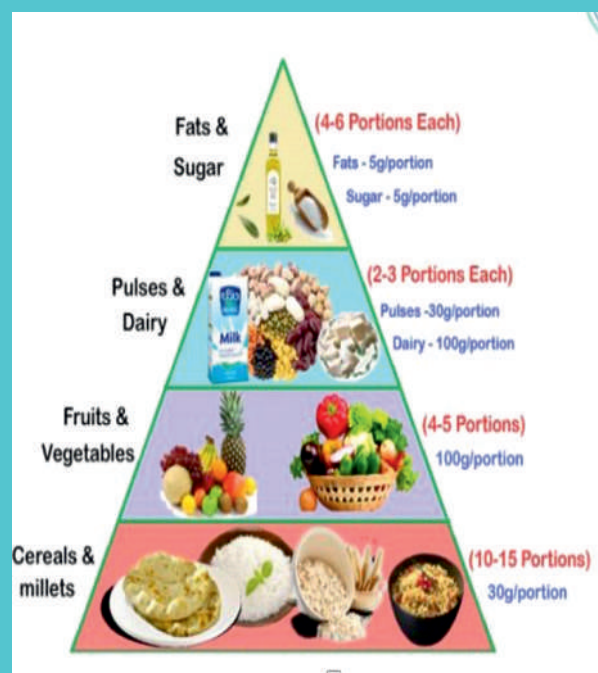 Fats &
Sugar
(4-6 Portions Each)
Fats - 5g/portion
Sugar - 5g/portion
Pulses &
Dairy
(2-3 Portions Each)
Pulses -30g/portion
Dairy - 100g/portion
Milk
Fruits &
Vegetables
(4-5 Portions)
100g/portion
Cereals &
millets
(10-15 Portions)
30g/portion